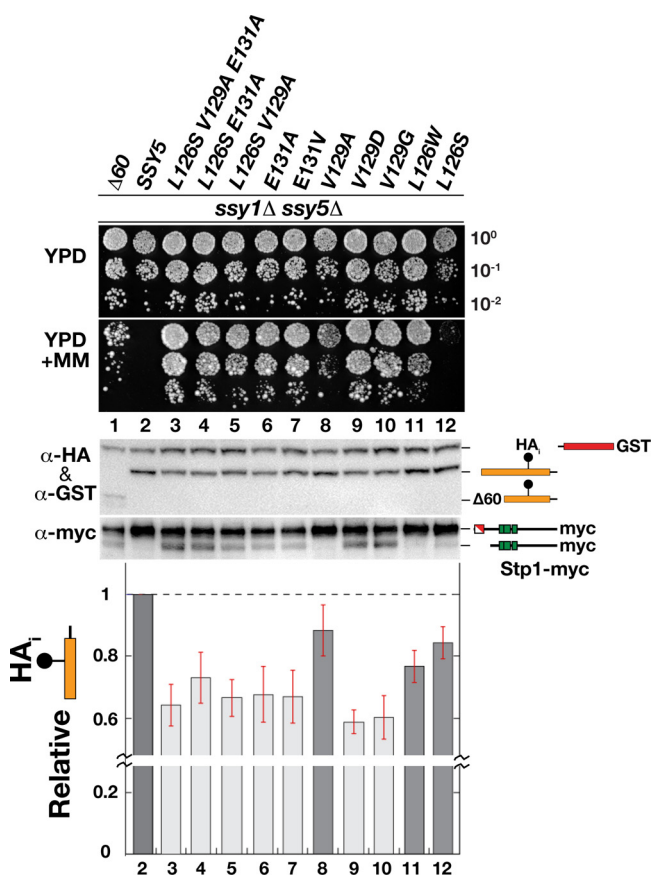 Δ60
SSY5
L126S V129A E131A
L126S E131A
L126S V129A
E131A
E131V
V129A
V129D
V129G
L126W
L126S
ssy1Δ ssy5Δ
YPD
10⁰
10⁻¹
10⁻²
YPD
+MM
1 2 3 4 5 6 7 8 9 10 11 12
α-HA
&
α-GST
HAi
GST
Δ60
α-myc
myc
myc
Stp1-myc
Relative HAi
1
0.8
0.6
0.2
0
2 3 4 5 6 7 8 9 10 11 12